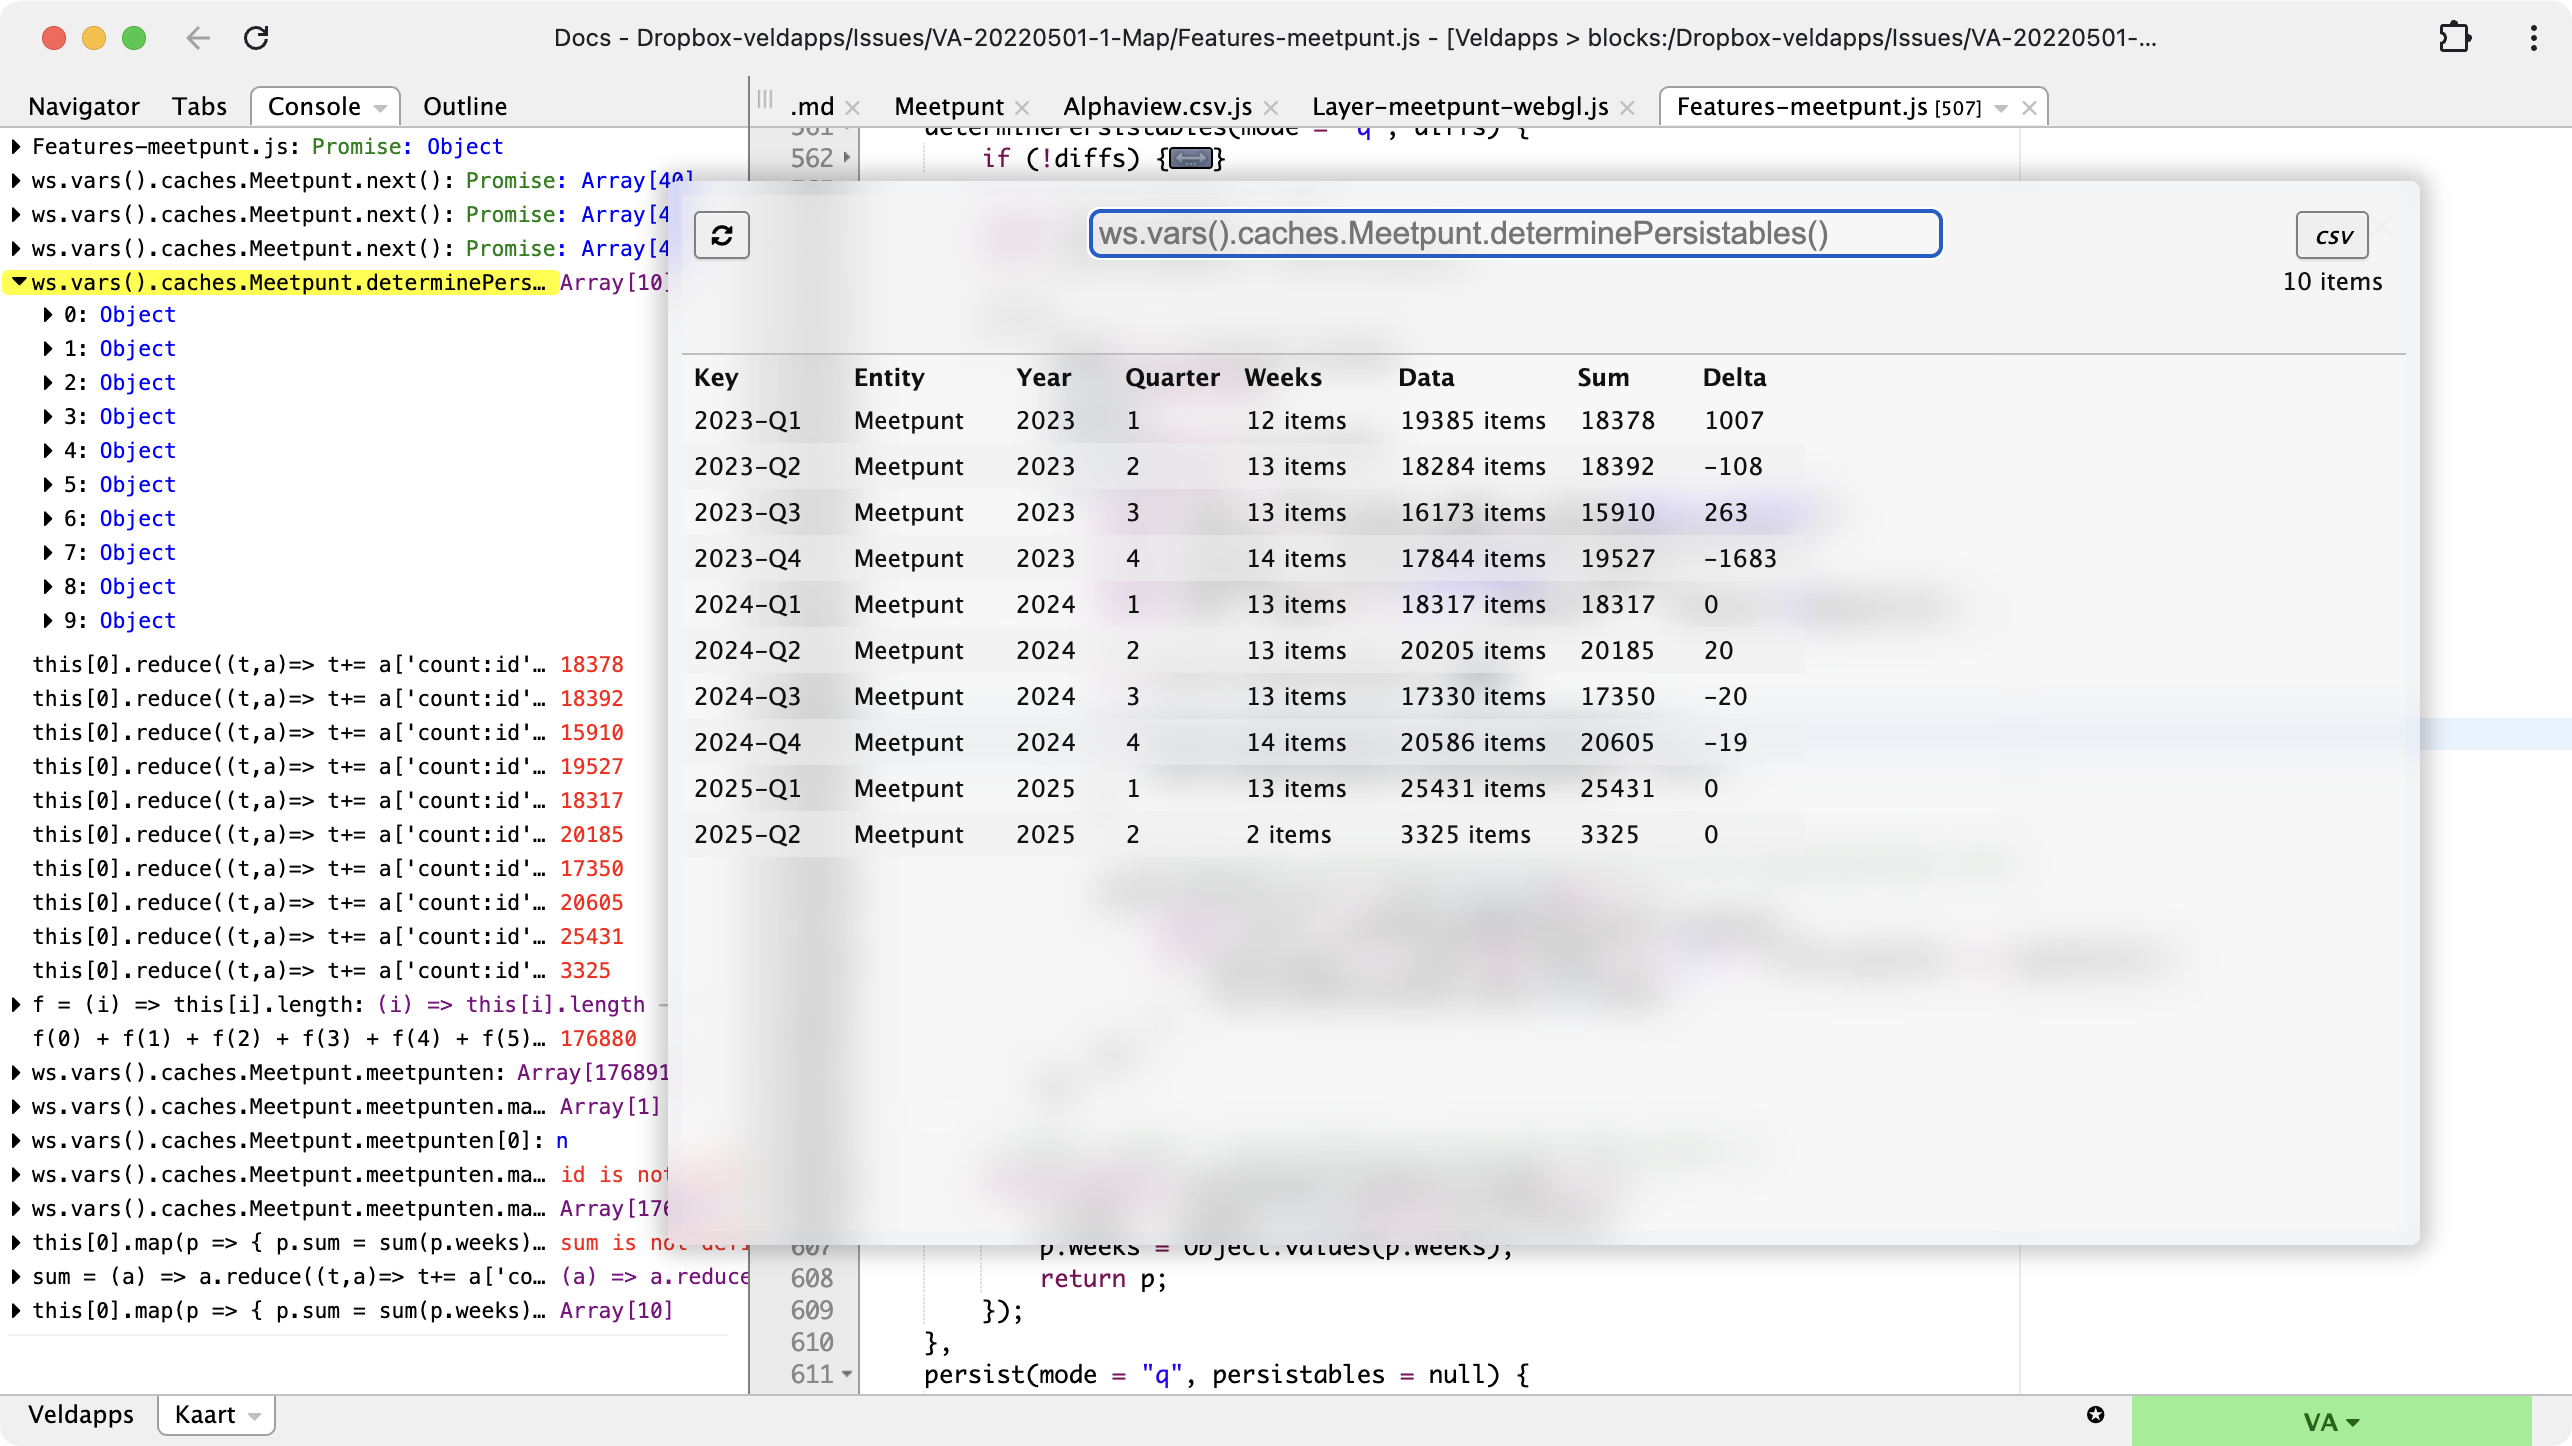 Docs - Dropbox-veldapps/Issues/VA-20220501-1-Map/Features-meetpunt.js - [Veldapps > blocks:/Dropbox-veldapps/Issues/VA-20220501-...
Navigator Tabs Console Outline
.md Meetpunt Alphaview.csv.js Layer-meetpunt-webgl.js Features-meetpunt.js [507]
Features-meetpunt.js: Promise: Object
ws.vars().caches.Meetpunt.next(): Promise: Array[40]
ws.vars().caches.Meetpunt.next(): Promise: Array[4
ws.vars().caches.Meetpunt.next(): Promise: Array[4
ws.vars().caches.Meetpunt.determinePers… Array[10]
0: Object
1: Object
2: Object
3: Object
4: Object
5: Object
6: Object
7: Object
8: Object
9: Object
this[0].reduce((t,a)=> t+= a['count:id'… 18378
this[0].reduce((t,a)=> t+= a['count:id'… 18392
this[0].reduce((t,a)=> t+= a['count:id'… 15910
this[0].reduce((t,a)=> t+= a['count:id'… 19527
this[0].reduce((t,a)=> t+= a['count:id'… 18317
this[0].reduce((t,a)=> t+= a['count:id'… 20185
this[0].reduce((t,a)=> t+= a['count:id'… 17350
this[0].reduce((t,a)=> t+= a['count:id'… 20605
this[0].reduce((t,a)=> t+= a['count:id'… 25431
this[0].reduce((t,a)=> t+= a['count:id'… 3325
f = (i) => this[i].length: (i) => this[i].length –
f(0) + f(1) + f(2) + f(3) + f(4) + f(5)… 176880
ws.vars().caches.Meetpunt.meetpunten: Array[176891
ws.vars().caches.Meetpunt.meetpunten.ma… Array[1]
ws.vars().caches.Meetpunt.meetpunten[0]: n
ws.vars().caches.Meetpunt.meetpunten.ma… id is not
ws.vars().caches.Meetpunt.meetpunten.ma… Array[176
this[0].map(p => { p.sum = sum(p.weeks)… sum is not defi
sum = (a) => a.reduce((t,a)=> t+= a['co… (a) => a.reduce
this[0].map(p => { p.sum = sum(p.weeks)… Array[10]
561 determinePersistables(mode = "q", diffs) {
562 if (!diffs) {}
ws.vars().caches.Meetpunt.determinePersistables()
CSV
10 items
Key Entity Year Quarter Weeks Data Sum Delta
2023-Q1 Meetpunt 2023 1 12 items 19385 items 18378 1007
2023-Q2 Meetpunt 2023 2 13 items 18284 items 18392 -108
2023-Q3 Meetpunt 2023 3 13 items 16173 items 15910 263
2023-Q4 Meetpunt 2023 4 14 items 17844 items 19527 -1683
2024-Q1 Meetpunt 2024 1 13 items 18317 items 18317 0
2024-Q2 Meetpunt 2024 2 13 items 20205 items 20185 20
2024-Q3 Meetpunt 2024 3 13 items 17330 items 17350 -20
2024-Q4 Meetpunt 2024 4 14 items 20586 items 20605 -19
2025-Q1 Meetpunt 2025 1 13 items 25431 items 25431 0
2025-Q2 Meetpunt 2025 2 2 items 3325 items 3325 0
607 p.weeks = Object.values(p.weeks);
608 return p;
609 });
610 },
611 persist(mode = "q", persistables = null) {
Veldapps Kaart VA